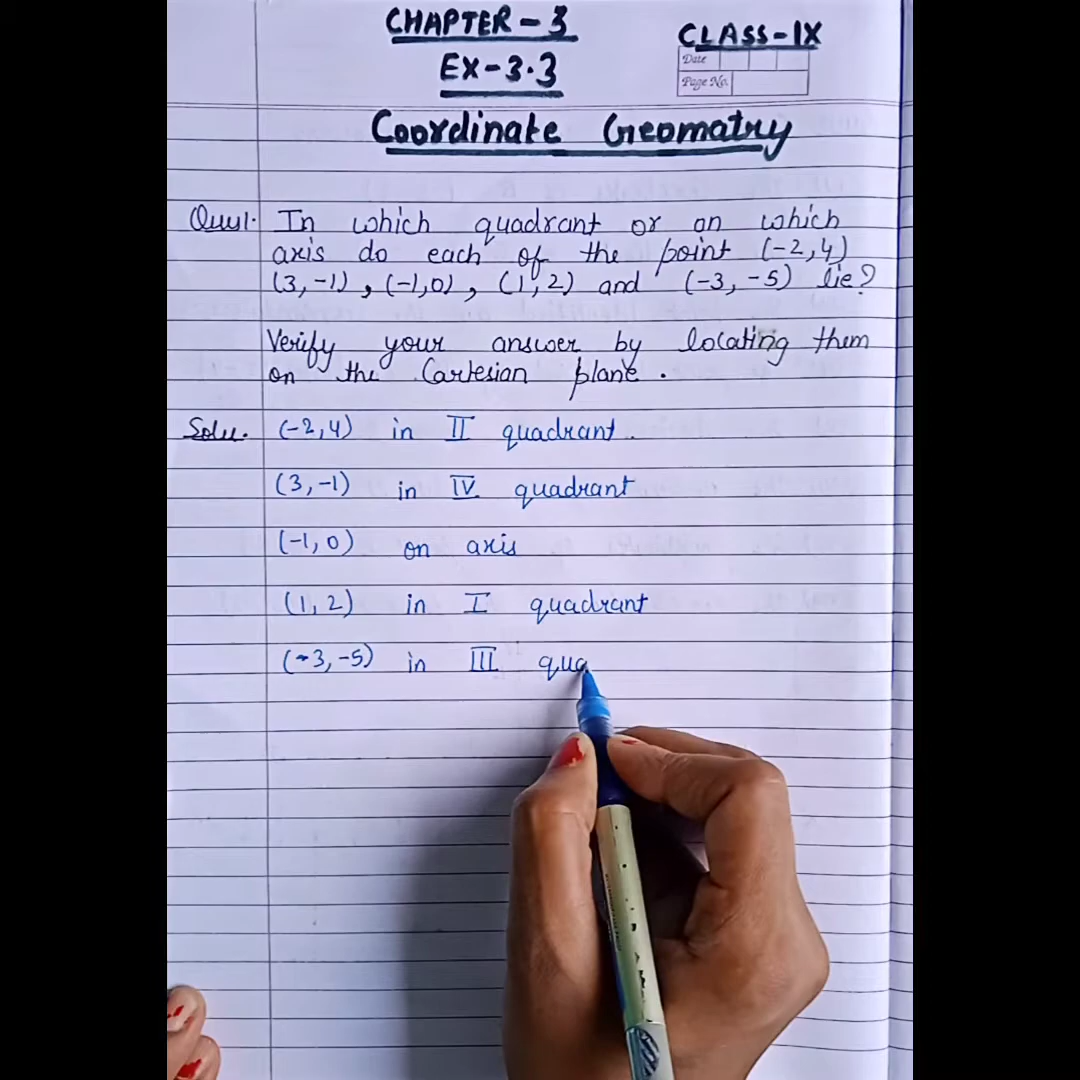 CHAPTER - 3
CLASS-IX
EX-3.3
Date
Page No.
Coordinate Geomatry
Ques1. In which quadrant or on which
axis do each of the point (-2,4)
(3,-1), (-1,0), (1,2) and (-3,-5) lie?
Verify your answer by locating them
on the Cartesian plane.
Solu. (-2,4) in II quadrant.
(3,-1) in IV quadrant
(-1,0) on axis
(1,2) in I quadrant
(-3,-5) in III qua